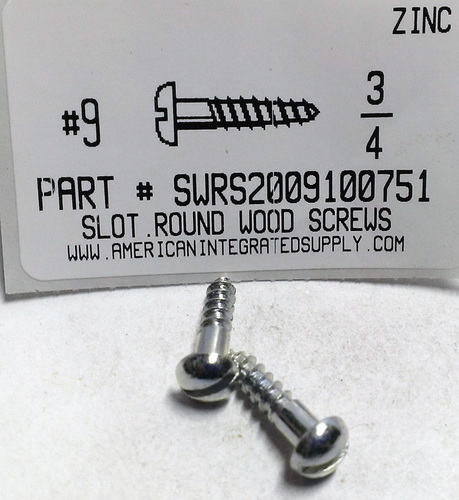 ZINC
#9 3/4
PART # SWRS2009100751
SLOT.ROUND WOOD SCREWS
WWW.AMERICANINTEGRATEDSUPPLY.COM